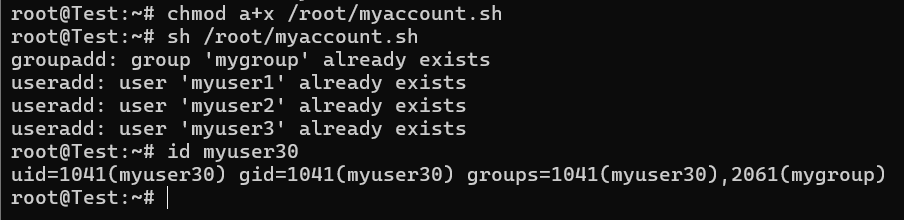 root@Test:~# chmod a+x /root/myaccount.sh
root@Test:~# sh /root/myaccount.sh
groupadd: group 'mygroup' already exists
useradd: user 'myuser1' already exists
useradd: user 'myuser2' already exists
useradd: user 'myuser3' already exists
root@Test:~# id myuser30
uid=1041(myuser30) gid=1041(myuser30) groups=1041(myuser30),2061(mygroup)
root@Test:~#